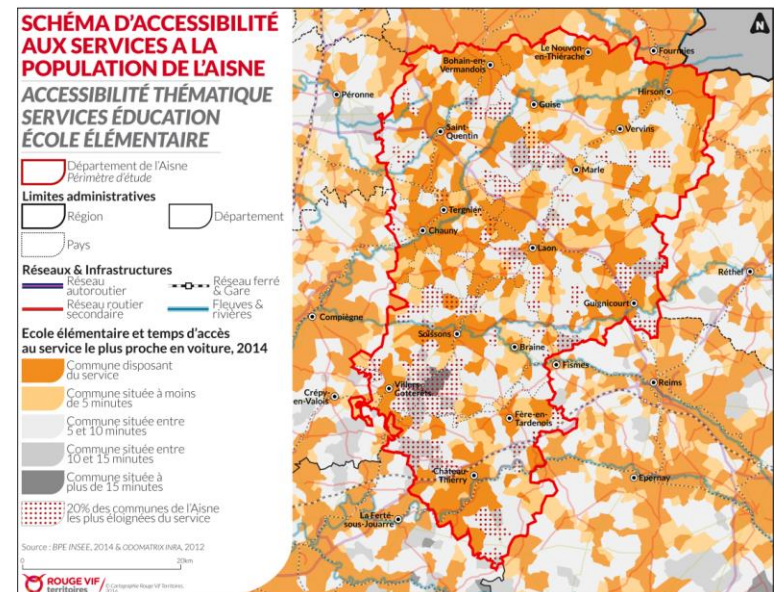 SCHÉMA D'ACCESSIBILITÉ
AUX SERVICES A LA
POPULATION DE L'AISNE
ACCESSIBILITÉ THÉMATIQUE
SERVICES ÉDUCATION
ÉCOLE ÉLÉMENTAIRE
Département de l'Aisne
Périmètre d'étude
Limites administratives
Région
Département
Pays
Réseaux & Infrastructures
Réseau
autoroutier
Réseau ferré
& Gare
Réseau routier
secondaire
Fleuves &
rivières
Ecole élémentaire et temps d'accès
au service le plus proche en voiture, 2014
Commune disposant
du service
Commune située à moins
de 5 minutes
Commune située entre
5 et 10 minutes
Commune située entre
10 et 15 minutes
Commune située à
plus de 15 minutes
20% des communes de l'Aisne
les plus éloignées du service
Source : BPE INSEE, 2014 & ODOMATRIX INRA, 2012
0
20km
ROUGE VIF
territoires
© Cartographie Rouge Vif Territoires,
N
Le Nouvon-
en-Thiérache
Fourmies
Bohain-en-
Vermandois
Péronne
Guise
Hirson
Saint-
Quentin
Vervins
Marle
Tergnier
Chauny
Laon
Réthel
Guignicourt
Compiègne
Soissons
Braine
Fismes
Reims
Villers-
Cotterêts
Crépy-
en-Valois
Fère-en-
Tardenois
Château-
Thierry
Epernay
La Ferté-
sous-Jouarre